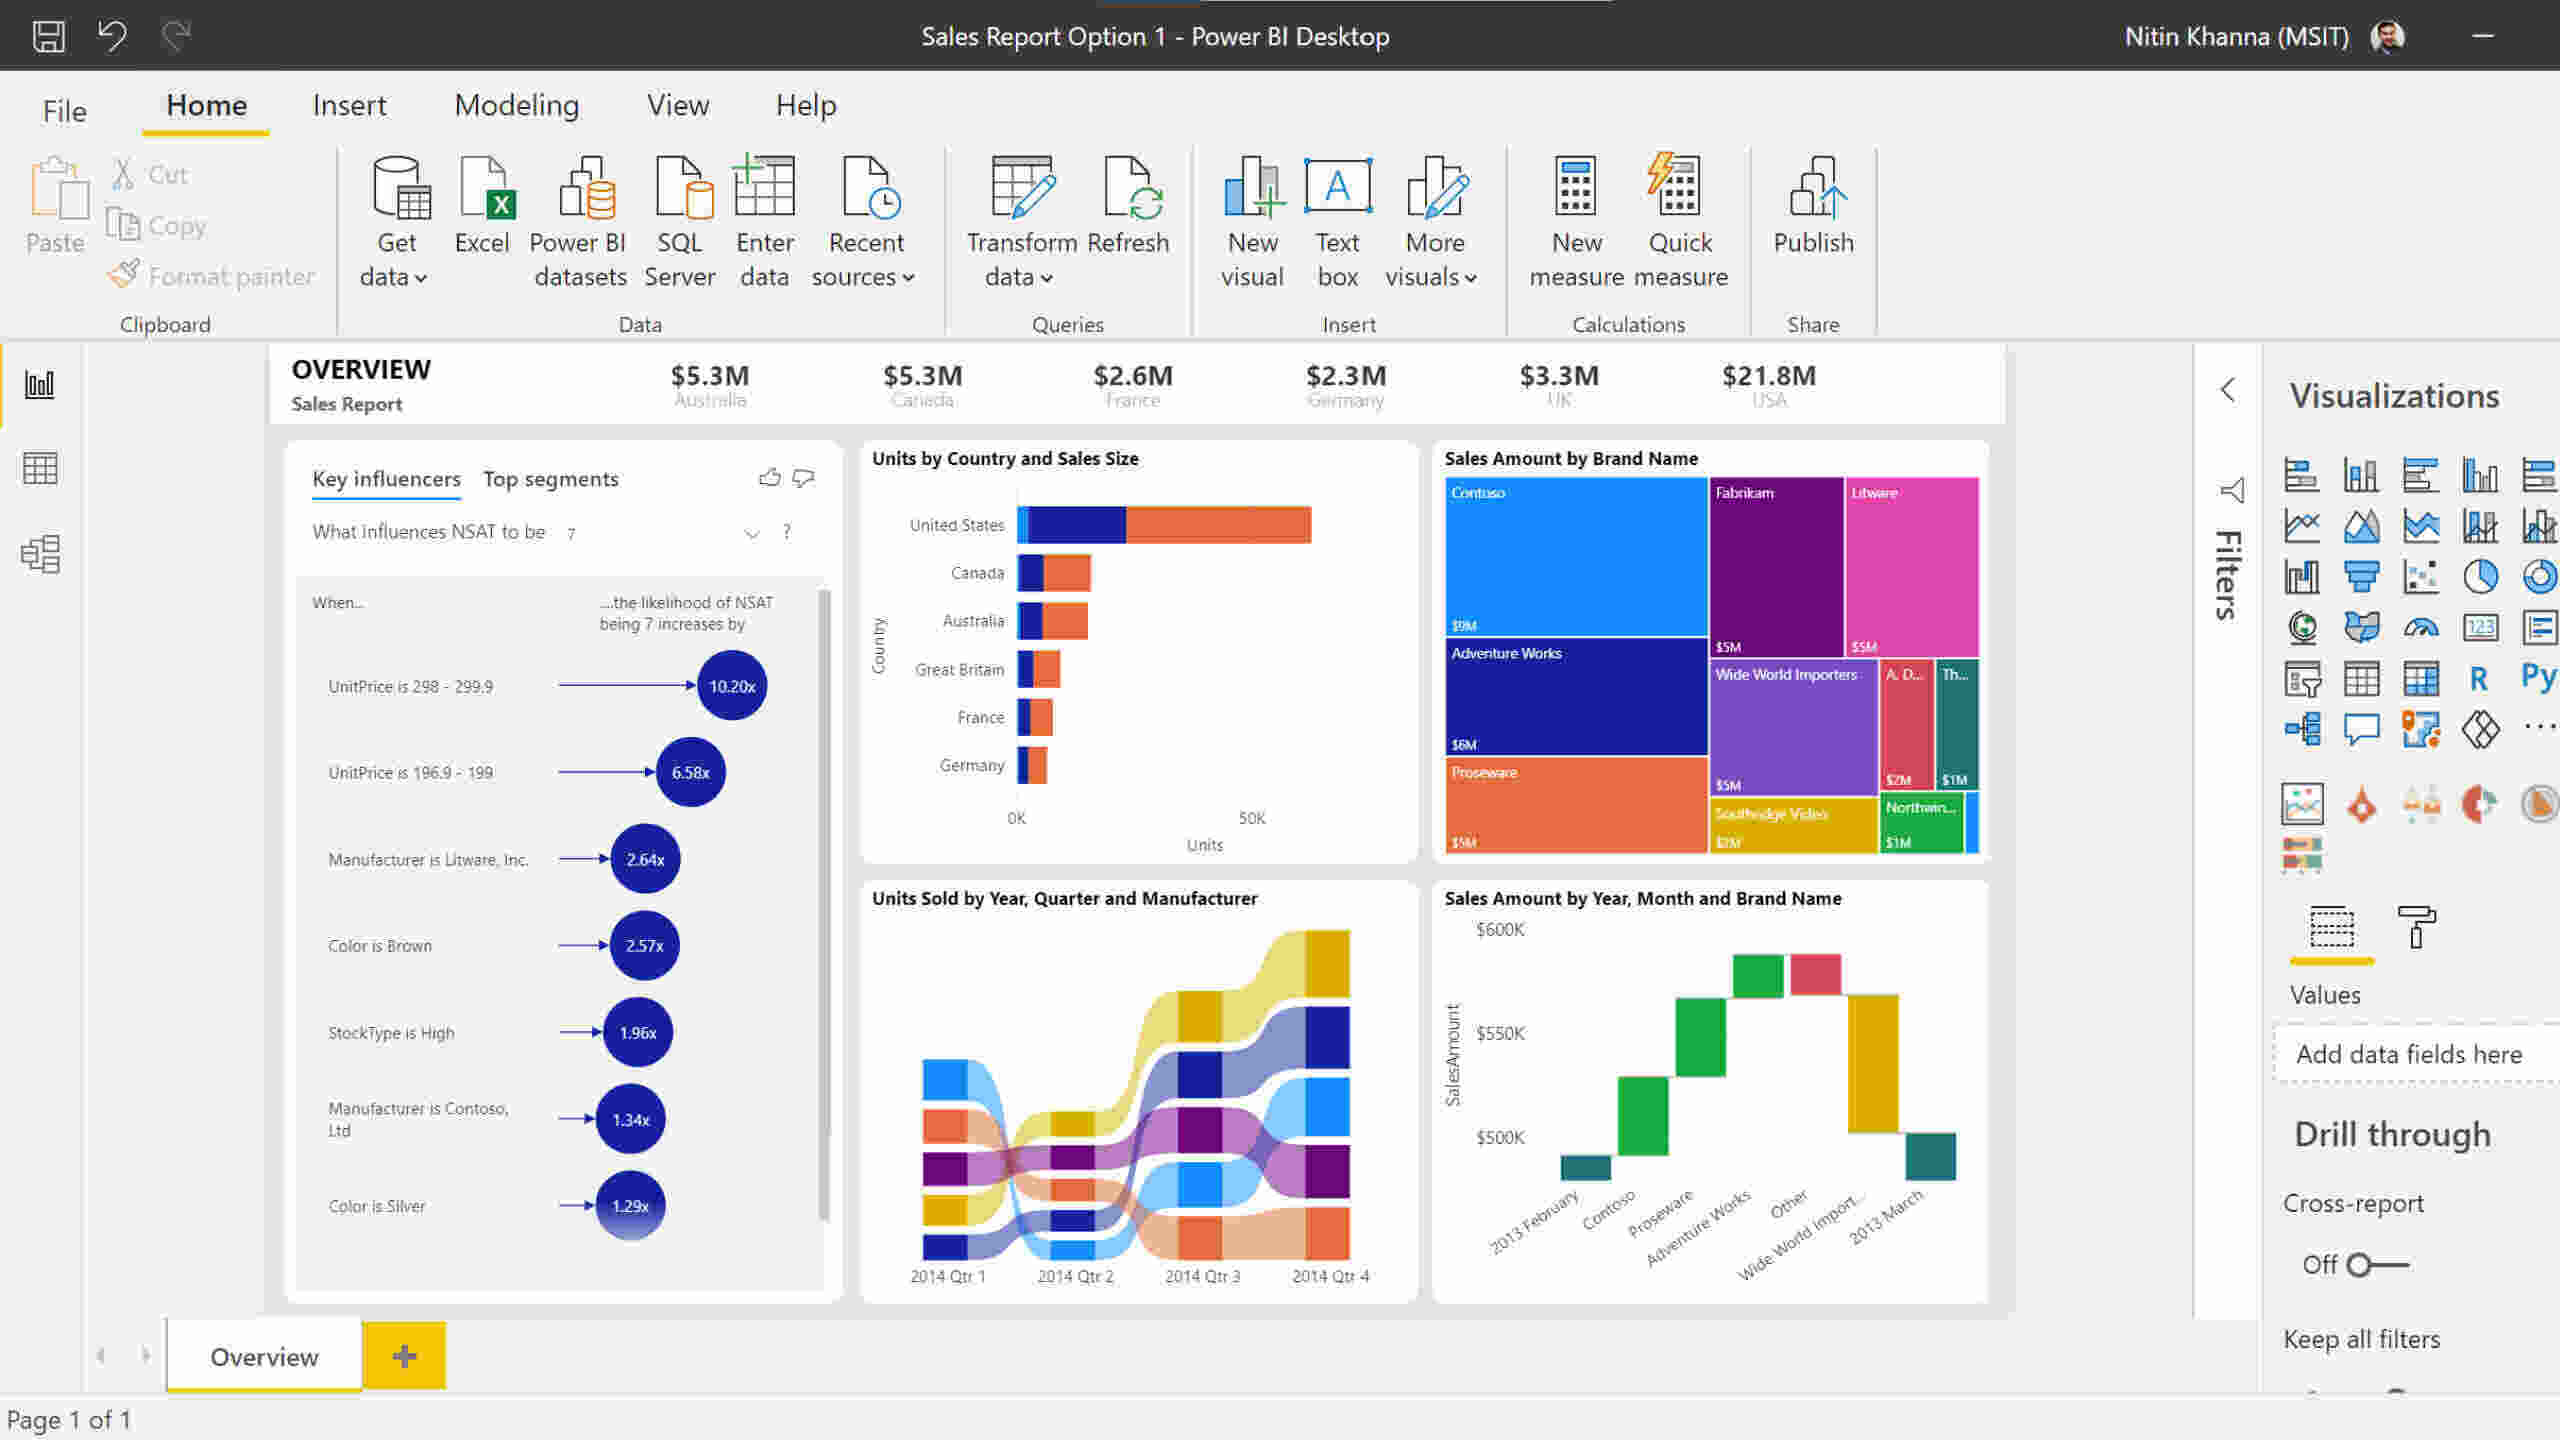 Sales Report Option 1 - Power BI Desktop
Nitin Khanna (MSIT)
File
Home
Insert
Modeling
View
Help
Paste
Cut
Copy
Format painter
Clipboard
Get
data
Excel
Power BI
datasets
SQL
Server
Enter
data
Recent
sources
Data
Transform
data
Refresh
Queries
New
visual
Text
box
More
visuals
Insert
New
measure
Quick
measure
Calculations
Publish
Share
OVERVIEW
Sales Report
$5.3M
Australia
$5.3M
Canada
$2.6M
France
$2.3M
Germany
$3.3M
UK
$21.8M
USA
Key influencers
Top segments
What influences NSAT to be 7
?
When...
....the likelihood of NSAT
being 7 increases by
UnitPrice is 298 - 299.9
10.20x
UnitPrice is 196.9 - 199
6.58x
Manufacturer is Litware, Inc.
2.64x
Color is Brown
2.57x
StockType is High
1.96x
Manufacturer is Contoso,
Ltd
1.34x
Color is Silver
1.29x
Units by Country and Sales Size
Country
United States
Canada
Australia
Great Britain
France
Germany
0K
50K
Units
Sales Amount by Brand Name
Contoso
$9M
Adventure Works
$6M
Proseware
$5M
Fabrikam
$5M
Litware
$5M
Wide World Importers
$5M
Southridge Video
$2M
A. D...
$2M
Th...
$1M
Northwin...
$1M
Units Sold by Year, Quarter and Manufacturer
2014 Qtr 1
2014 Qtr 2
2014 Qtr 3
2014 Qtr 4
Sales Amount by Year, Month and Brand Name
SalesAmount
$600K
$550K
$500K
2013 February
Contoso
Proseware
Adventure Works
Other
Wide World Import...
2013 March
Filters
Visualizations
123
R
Py
Values
Add data fields here
Drill through
Cross-report
Off
Keep all filters
Overview
Page 1 of 1